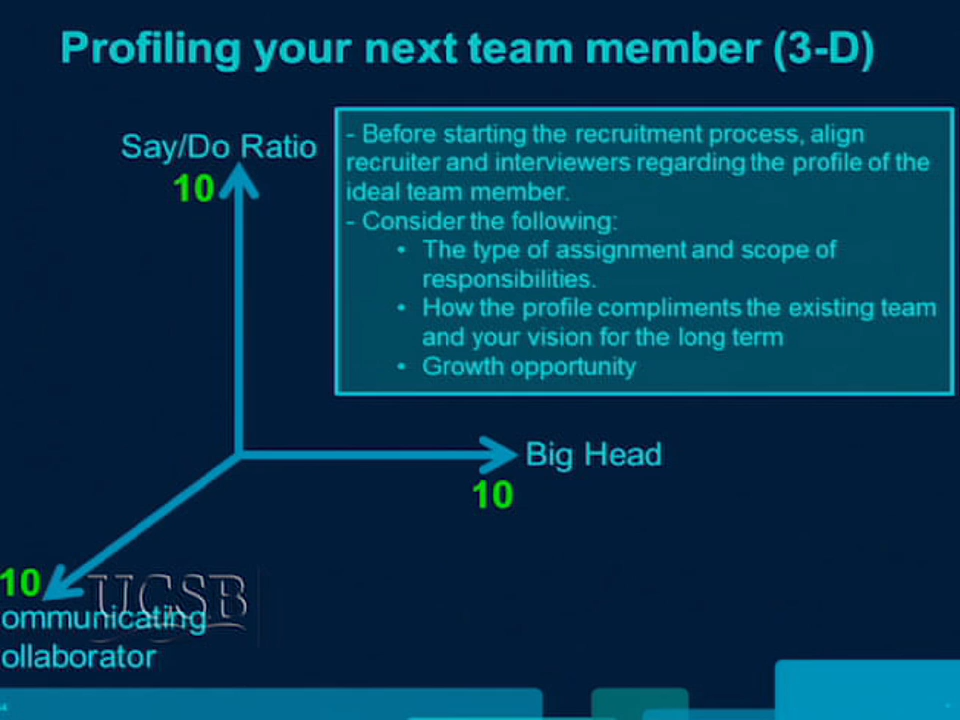 Profiling your next team member (3-D)
Say/Do Ratio
10
- Before starting the recruitment process, align
recruiter and interviewers regarding the profile of the
ideal team member.
- Consider the following:
• The type of assignment and scope of
responsibilities.
• How the profile compliments the existing team
and your vision for the long term
• Growth opportunity
Big Head
10
10
UCSB
ommunicating
ollaborator